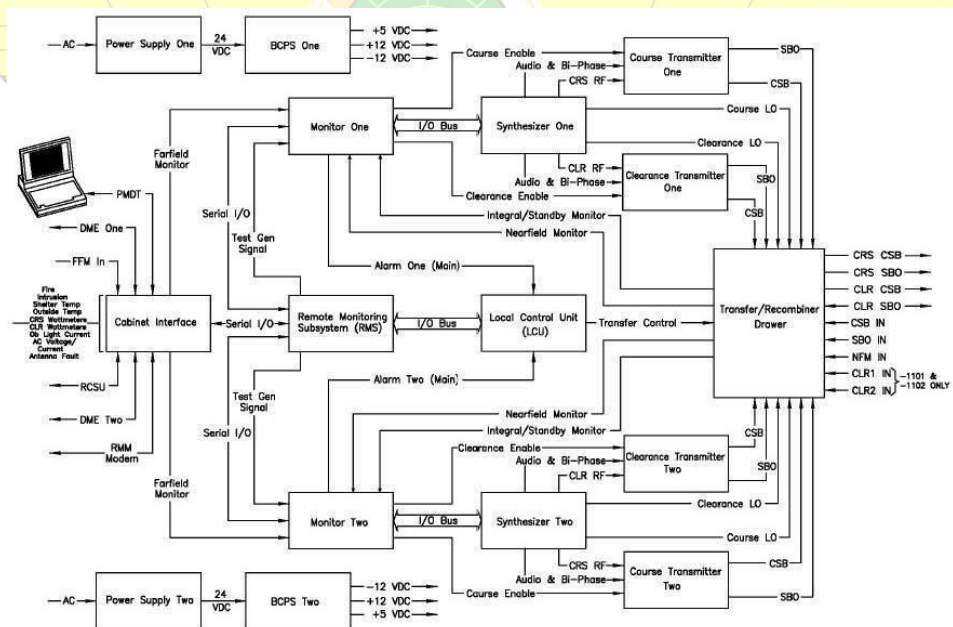 AC
Power Supply One
24
VDC
BCPS One
+5 VDC
+12 VDC
-12 VDC
Course Enable
Audio & Bi-Phase
CRS RF
Course Transmitter
One
SBO
CSB
Monitor One
I/O Bus
Synthesizer One
Course LO
Clearance LO
CLR RF
Audio & Bi-Phase
Clearance Enable
Clearance Transmitter
One
SBO
CSB
Farfield
Monitor
PMDT
Serial I/O
Test Gen
Signal
Integral/Standby Monitor
Nearfield Monitor
DME One
FFM In
Alarm One (Main)
Fire
Intrusion
Shelter Temp
Outside Temp
CRS Wattmeters
CLR Wattmeters
Ob Light Current
AC Voltage/
Current
Antenna Fault
Cabinet Interface
Serial I/O
Remote Monitoring
Subsystem (RMS)
I/O Bus
Local Control Unit
(LCU)
Transfer Control
Transfer/Recombiner
Drawer
CRS CSB
CRS SBO
CLR CSB
CLR SBO
CSB IN
SBO IN
NFM IN
CLR1 IN
CLR2 IN
-1101 &
-1102 ONLY
RCSU
DME Two
RMM
Modem
Alarm Two (Main)
Test Gen
Signal
Serial I/O
Nearfield Monitor
Integral/Standby Monitor
Farfield
Monitor
Clearance Enable
Audio & Bi-Phase
CLR RF
Clearance Transmitter
Two
CSB
SBO
Monitor Two
I/O Bus
Synthesizer Two
Clearance LO
Course LO
CRS RF
Audio & Bi-Phase
Course Enable
Course Transmitter
Two
CSB
SBO
AC
Power Supply Two
24
VDC
BCPS Two
-12 VDC
+12 VDC
+5 VDC